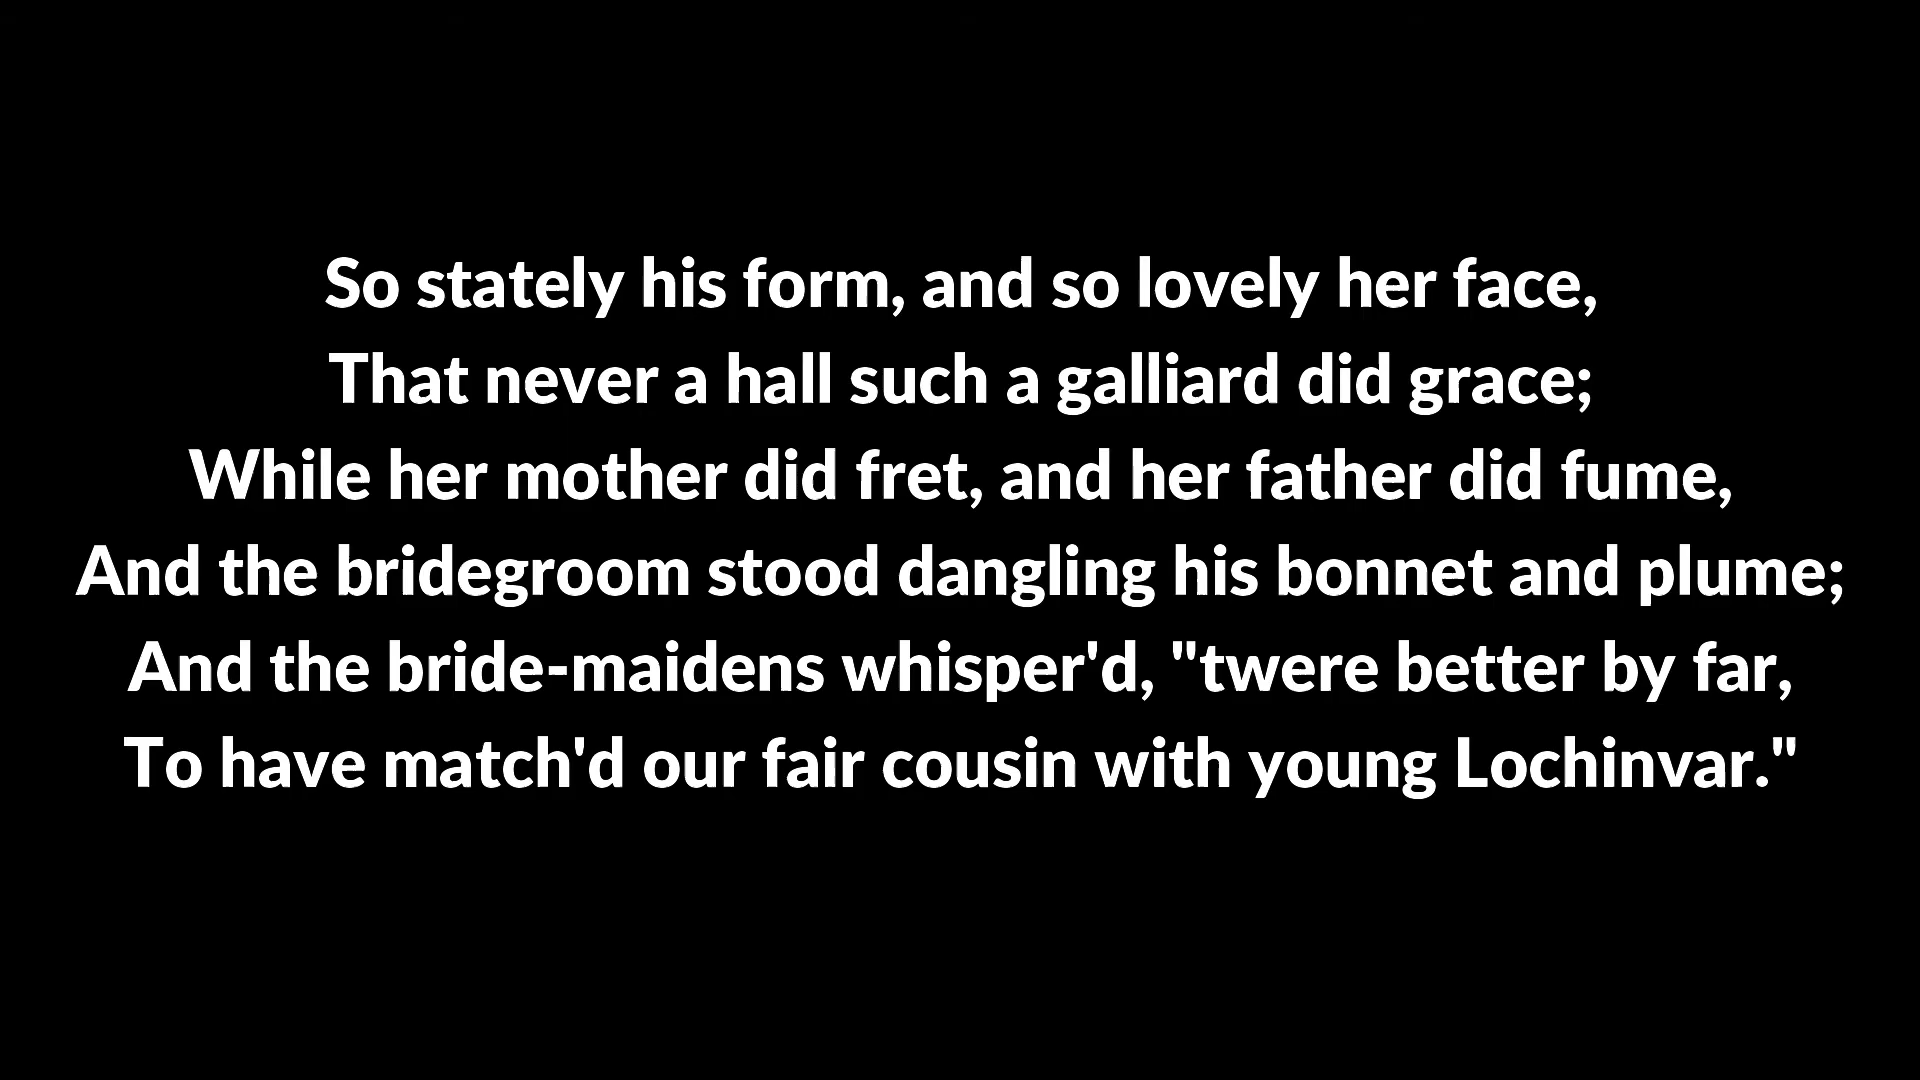 So stately his form, and so lovely her face,
That never a hall such a galliard did grace;
While her mother did fret, and her father did fume,
And the bridegroom stood dangling his bonnet and plume;
And the bride-maidens whisper'd, "twere better by far,
To have match'd our fair cousin with young Lochinvar."